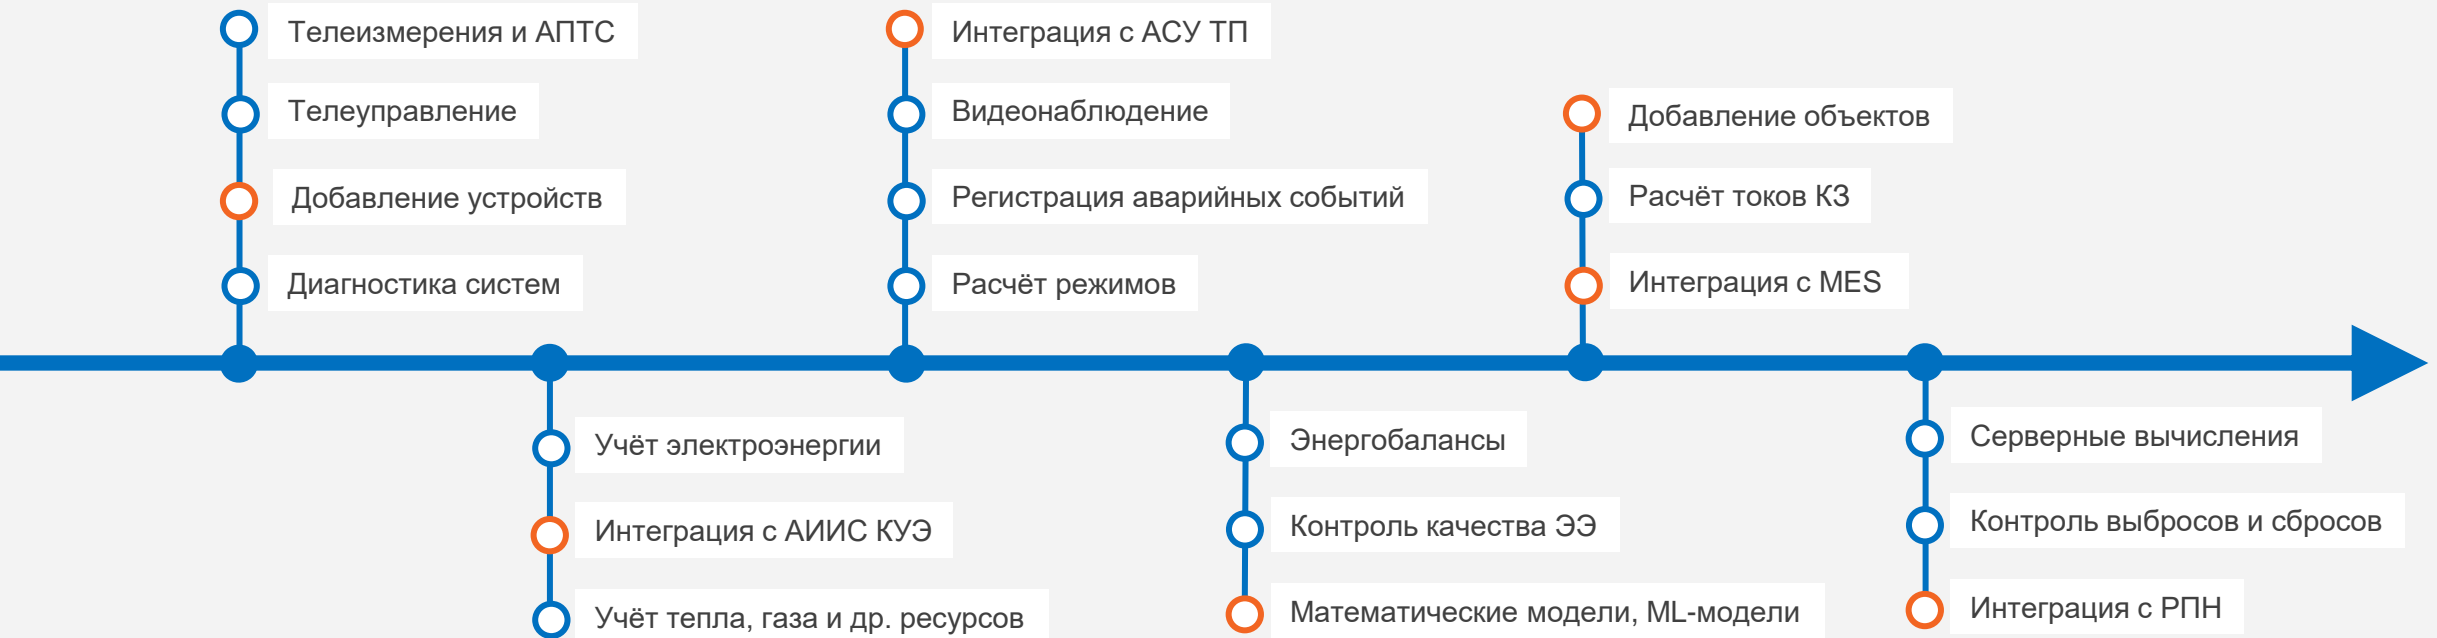 Телеизмерения и АПТС
Телеуправление
Добавление устройств
Диагностика систем
Учёт электроэнергии
Интеграция с АИИС КУЭ
Учёт тепла, газа и др. ресурсов
Интеграция с АСУ ТП
Видеонаблюдение
Регистрация аварийных событий
Расчёт режимов
Энергобалансы
Контроль качества ЭЭ
Математические модели, ML-модели
Добавление объектов
Расчёт токов КЗ
Интеграция с MES
Серверные вычисления
Контроль выбросов и сбросов
Интеграция с РПН